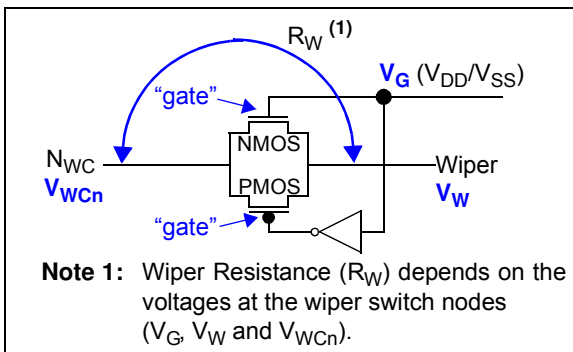 R_W (1)
V_G (V_DD/V_SS)
"gate"
NMOS
N_WC
V_WCn
Wiper
V_W
PMOS
"gate"
Note 1: Wiper Resistance (R_W) depends on the
voltages at the wiper switch nodes
(V_G, V_W and V_WCn).